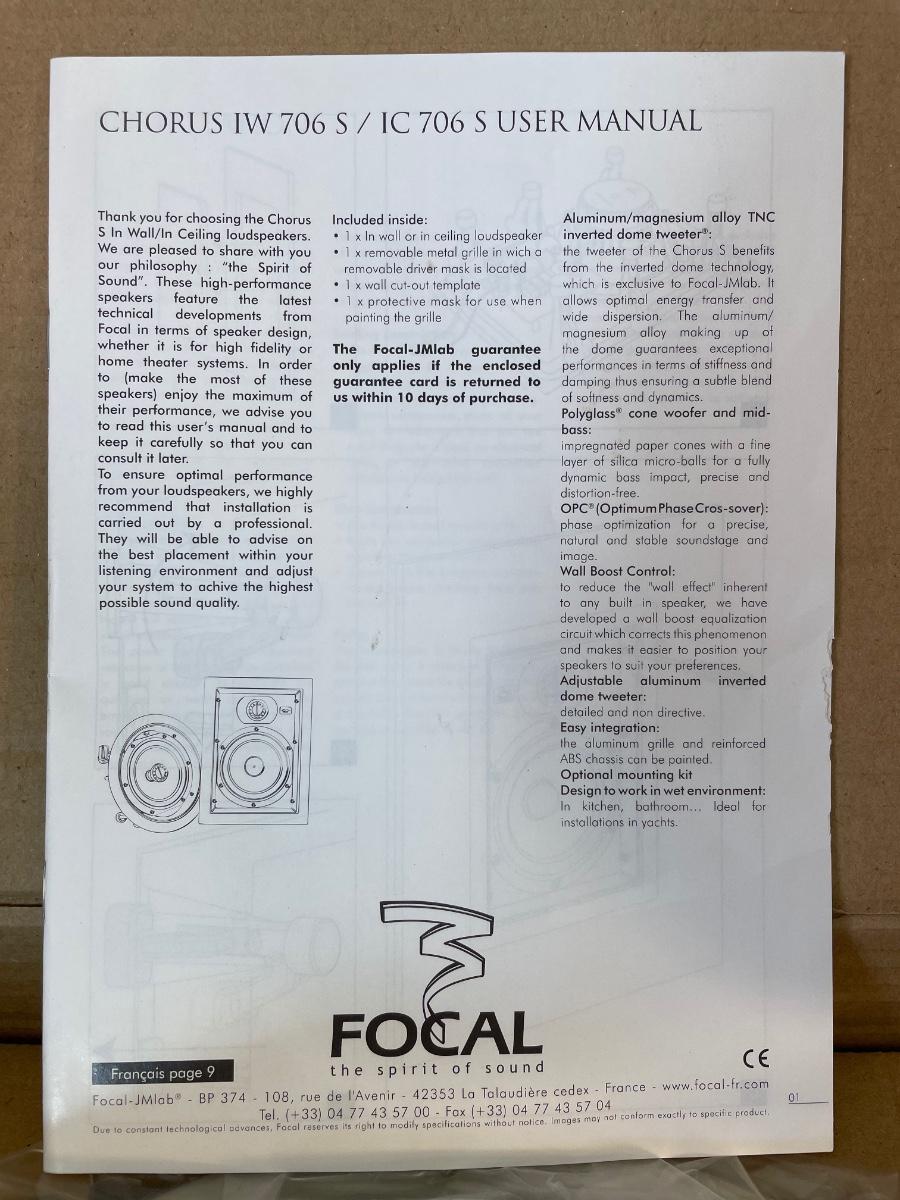 CHORUS IW 706 S / IC 706 S USER MANUAL
Thank you for choosing the Chorus
S In Wall/In Ceiling loudspeakers.
We are pleased to share with you
our philosophy : “the Spirit of
Sound”. These high-performance
speakers feature the latest
technical developments from
Focal in terms of speaker design,
whether it is for high fidelity or
home theater systems. In order
to (make the most of these
speakers) enjoy the maximum of
their performance, we advise you
to read this user’s manual and to
keep it carefully so that you can
consult it later.
To ensure optimal performance
from your loudspeakers, we highly
recommend that installation is
carried out by a professional.
They will be able to advise on
the best placement within your
listening environment and adjust
your system to achive the highest
possible sound quality.
Included inside:
• 1 x In wall or in ceiling loudspeaker
• 1 x removable metal grille in wich a
removable driver mask is located
• 1 x wall cut-out template
• 1 x protective mask for use when
painting the grille
The Focal-JMlab guarantee
only applies if the enclosed
guarantee card is returned to
us within 10 days of purchase.
Aluminum/magnesium alloy TNC
inverted dome tweeter®:
the tweeter of the Chorus S benefits
from the inverted dome technology,
which is exclusive to Focal-JMlab. It
allows optimal energy transfer and
wide dispersion. The aluminum/
magnesium alloy making up of
the dome guarantees exceptional
performances in terms of stiffness and
damping thus ensuring a subtle blend
of softness and dynamics.
Polyglass® cone woofer and mid-
bass:
impregnated paper cones with a fine
layer of silica micro-balls for a fully
dynamic bass impact, precise and
distortion-free.
OPC® (Optimum Phase Cros-sover):
phase optimization for a precise,
natural and stable soundstage and
image.
Wall Boost Control:
to reduce the "wall effect" inherent
to any built in speaker, we have
developed a wall boost equalization
circuit which corrects this phenomenon
and makes it easier to position your
speakers to suit your preferences.
Adjustable aluminum inverted
dome tweeter:
detailed and non directive.
Easy integration:
the aluminum grille and reinforced
ABS chassis can be painted.
Optional mounting kit
Design to work in wet environment:
In kitchen, bathroom... Ideal for
installations in yachts.
FOCAL
the spirit of sound
CE
Français page 9
Focal-JMlab® - BP 374 - 108, rue de l'Avenir - 42353 La Talaudière cedex - France - www.focal-fr.com
Tel. (+33) 04 77 43 57 00 - Fax (+33) 04 77 43 57 04
Due to constant technological advances, Focal reserves its right to modify specifications without notice. Images may not conform exactly to specific product.
01